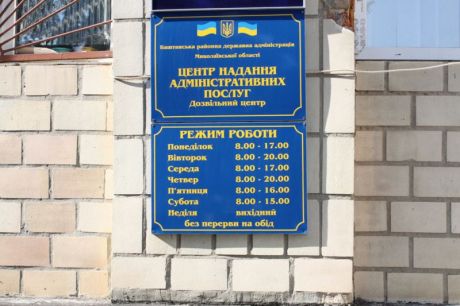 Баштанська районна державна адміністрація
Миколаївської області
ЦЕНТР НАДАННЯ
АДМІНІСТРАТИВНИХ
ПОСЛУГ
Дозвільний центр
РЕЖИМ РОБОТИ
Понеділок 8.00 - 17.00
Вівторок 8.00 - 20.00
Середа 8.00 - 17.00
Четвер 8.00 - 20.00
П'ятниця 8.00 - 16.00
Субота 8.00 - 15.00
Неділя вихідний
без перерви на обід